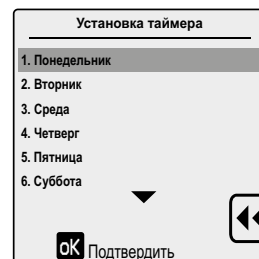 Установка таймера
1. Понедельник
2. Вторник
3. Среда
4. Четверг
5. Пятница
6. Суббота
oK Подтвердить